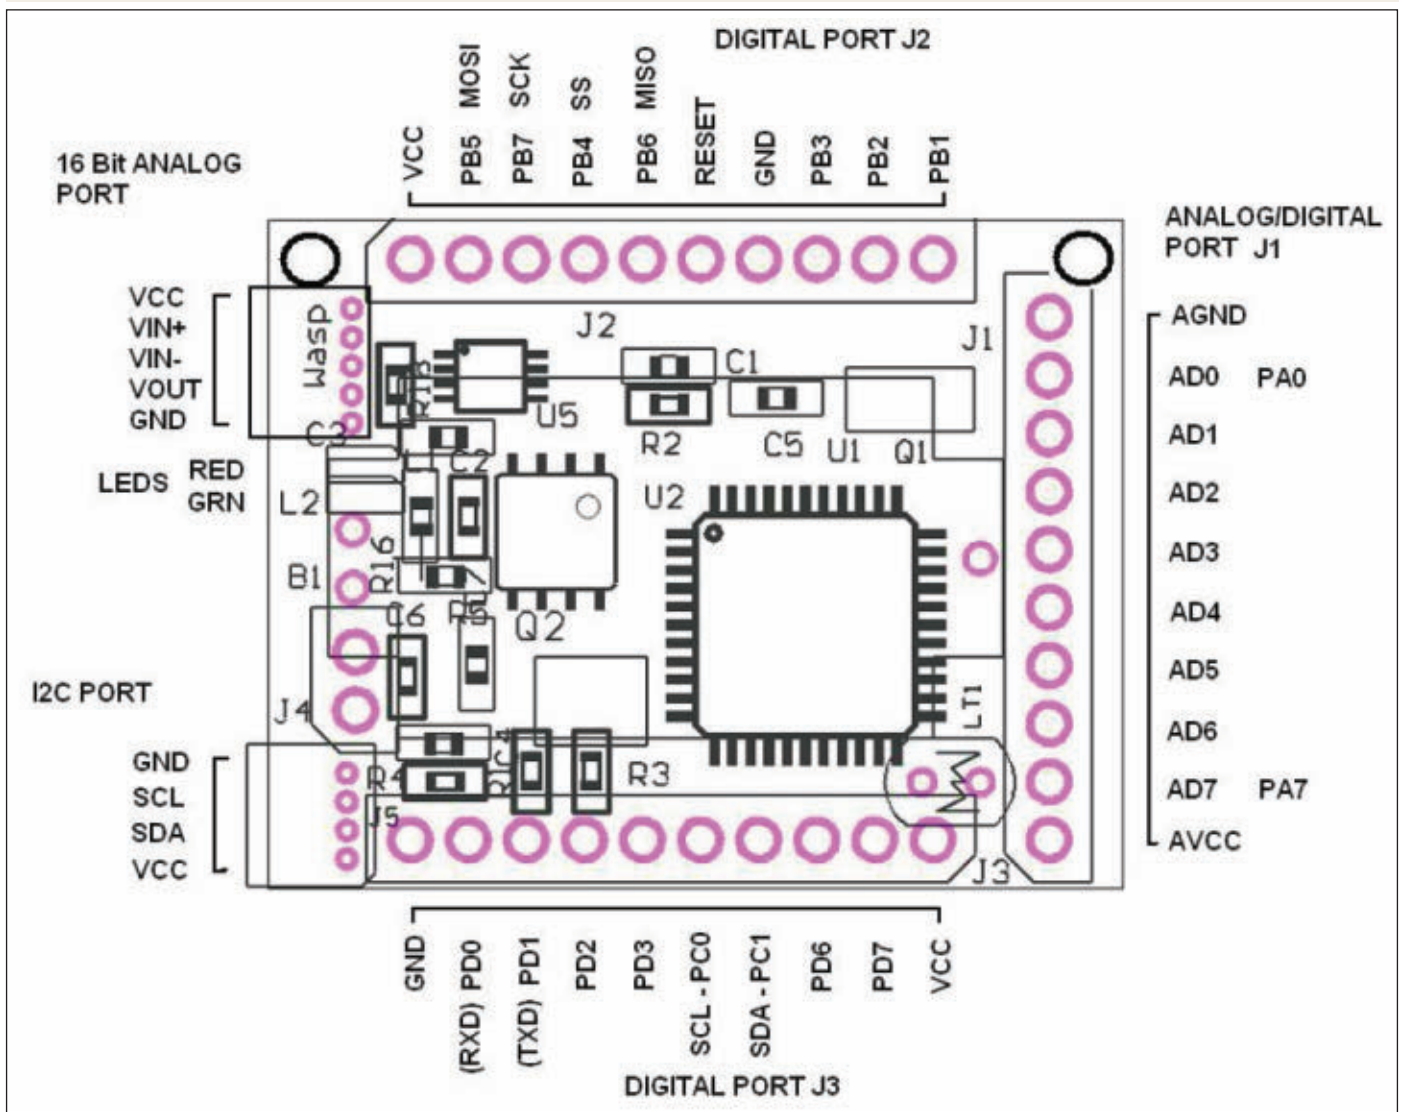 DIGITAL PORT J2
MOSI SCK SS MISO
VCC PB5 PB7 PB4 PB6 RESET GND PB3 PB2 PB1
16 Bit ANALOG
PORT
ANALOG/DIGITAL
PORT J1
VCC
VIN+
VIN-
VOUT
GND
Wasp
J2
J1
AGND
AD0 PA0
AD1
AD2
AD3
AD4
AD5
AD6
AD7 PA7
AVCC
C1
U5
R2
C5
U1
Q1
C3
C2
LEDS RED
GRN
L2
U2
R16
B1
C6
R5
Q2
I2C PORT
J4
LT1
GND
SCL
SDA
VCC
R4
R3
J5
J3
GND (RXD) PD0 (TXD) PD1 PD2 PD3 SCL - PC0 SDA - PC1 PD6 PD7 VCC
DIGITAL PORT J3